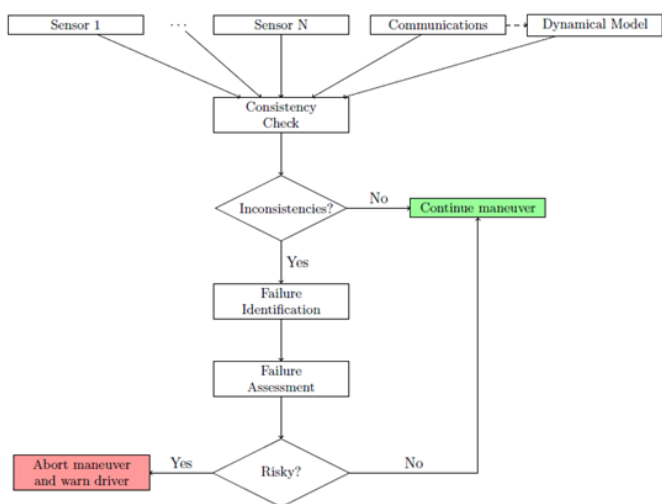 Sensor 1
...
Sensor N
Communications
Dynamical Model
Consistency
Check
Inconsistencies?
No
Continue maneuver
Yes
Failure
Identification
Failure
Assessment
Risky?
Yes
No
Abort maneuver
and warn driver